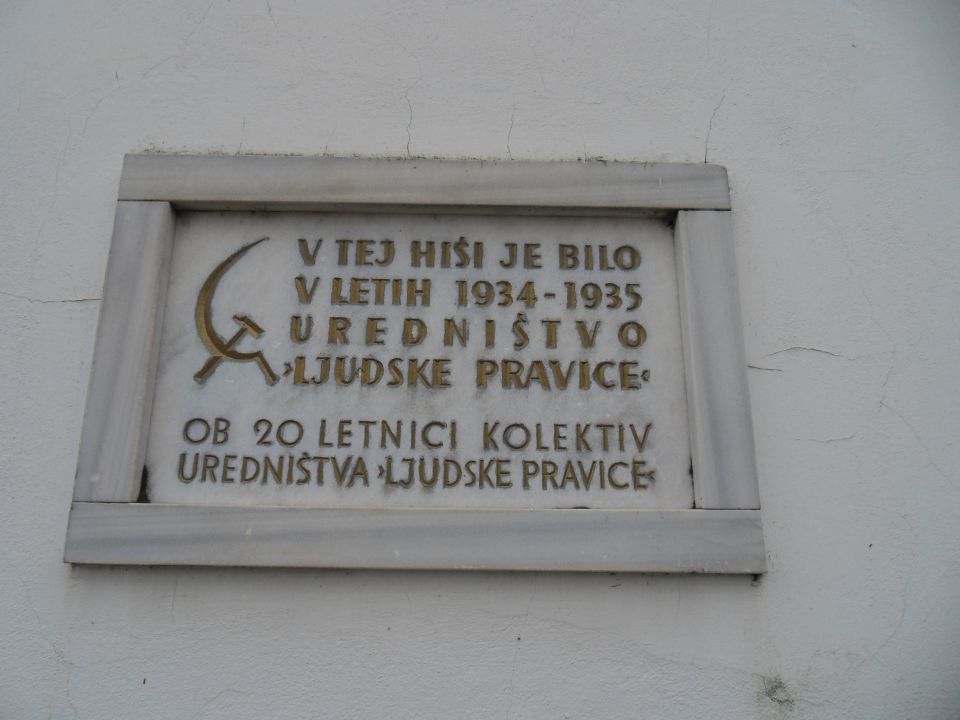 V TEJ HIŠI JE BILO
V LETIH 1934-1935
UREDNIŠTVO
›LJUDSKE PRAVICE‹
OB 20 LETNICI KOLEKTIV
UREDNIŠTVA ›LJUDSKE PRAVICE‹